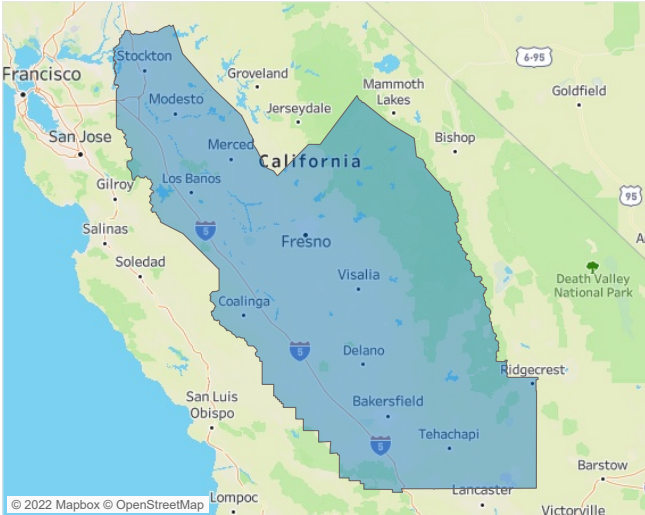 Stockton
Francisco
Groveland
6-95
Mammoth
Lakes
Goldfield
Modesto
Jerseydale
San Jose
Merced
Bishop
California
Los Banos
Gilroy
95
Salinas
5
Fresno
A
Soledad
Visalia
Death Valley
National Park
Coalinga
5
Delano
Ridgecrest
San Luis
Obispo
Bakersfield
Tehachapi
5
Barstow
Lancaster
Lompoc
Victorville
© 2022 Mapbox © OpenStreetMap